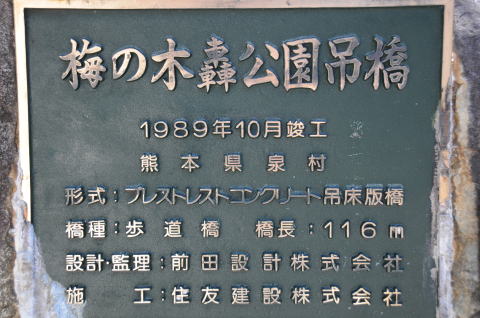 梅の木轟公園吊橋
1989年10月竣工
熊本県泉村
形式:プレストレストコンクリート吊床版橋
橋種:歩道橋 橋長:116m
設計・監理:前田設計株式会社
施工:住友建設株式会社